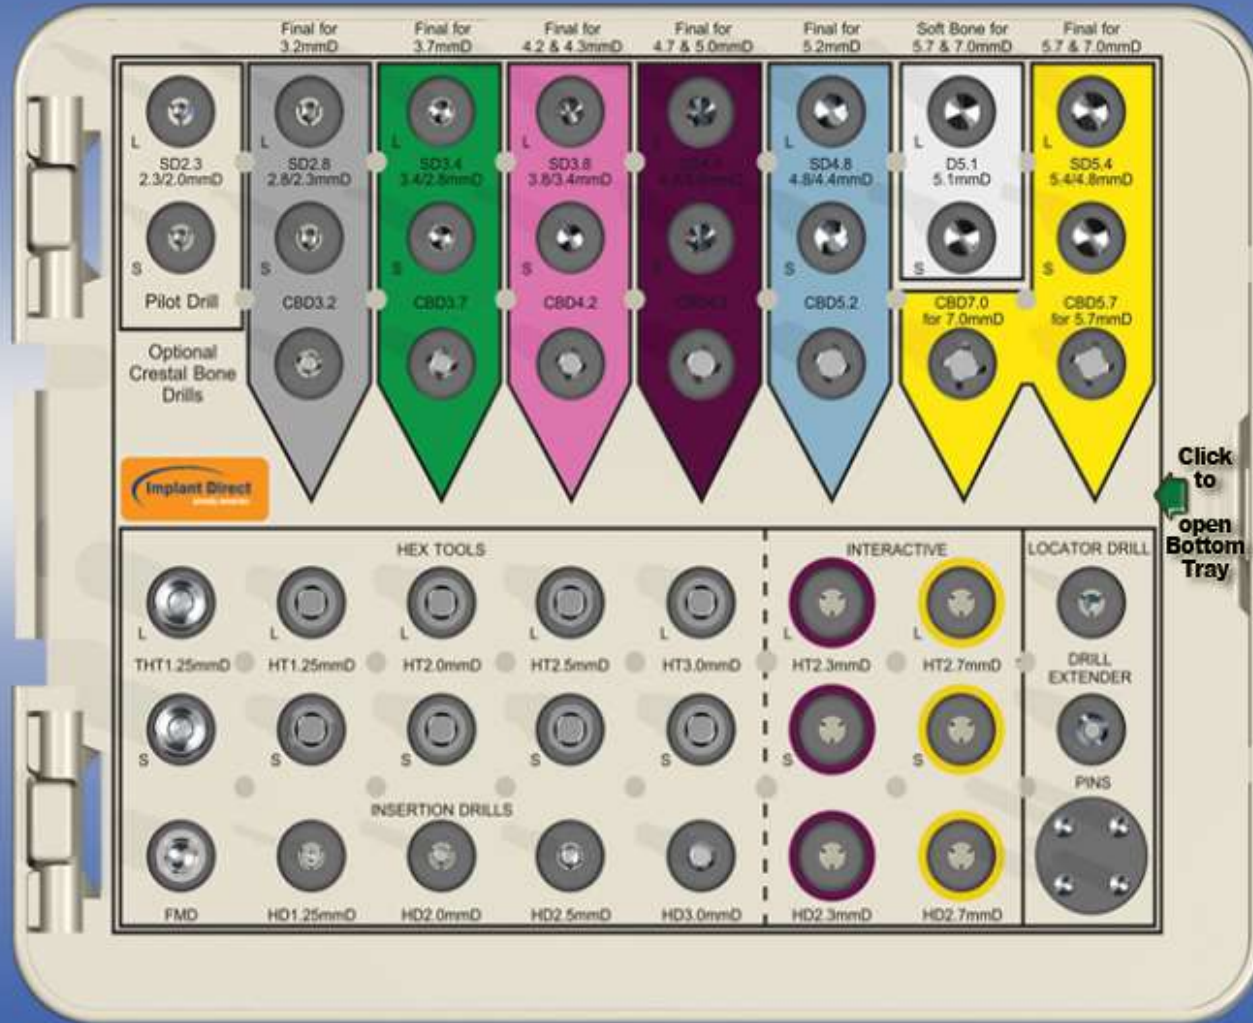 Final for
3.2mmD
Final for
3.7mmD
Final for
4.2 & 4.3mmD
Final for
4.7 & 5.0mmD
Final for
5.2mmD
Soft Bone for
5.7 & 7.0mmD
Final for
5.7 & 7.0mmD
L
L
L
L
L
L
L
L
SD2.3
2.3/2.0mmD
SD2.8
2.8/2.3mmD
SD3.4
3.4/2.8mmD
SD3.8
3.8/3.4mmD
SD4.8
4.8/4.4mmD
D5.1
5.1mmD
SD5.4
5.4/4.8mmD
S
S
S
S
S
S
S
S
Pilot Drill
CBD3.2
CBD3.7
CBD4.2
CBD5.2
CBD7.0
for 7.0mmD
CBD5.7
for 5.7mmD
Optional
Crestal Bone
Drills
Implant Direct
Click
to
open
Bottom
Tray
HEX TOOLS
INTERACTIVE
LOCATOR DRILL
L
L
L
L
L
L
L
THT1.25mmD
HT1.25mmD
HT2.0mmD
HT2.5mmD
HT3.0mmD
HT2.3mmD
HT2.7mmD
DRILL
EXTENDER
S
S
S
S
S
S
S
PINS
INSERTION DRILLS
FMD
HD1.25mmD
HD2.0mmD
HD2.5mmD
HD3.0mmD
HD2.3mmD
HD2.7mmD